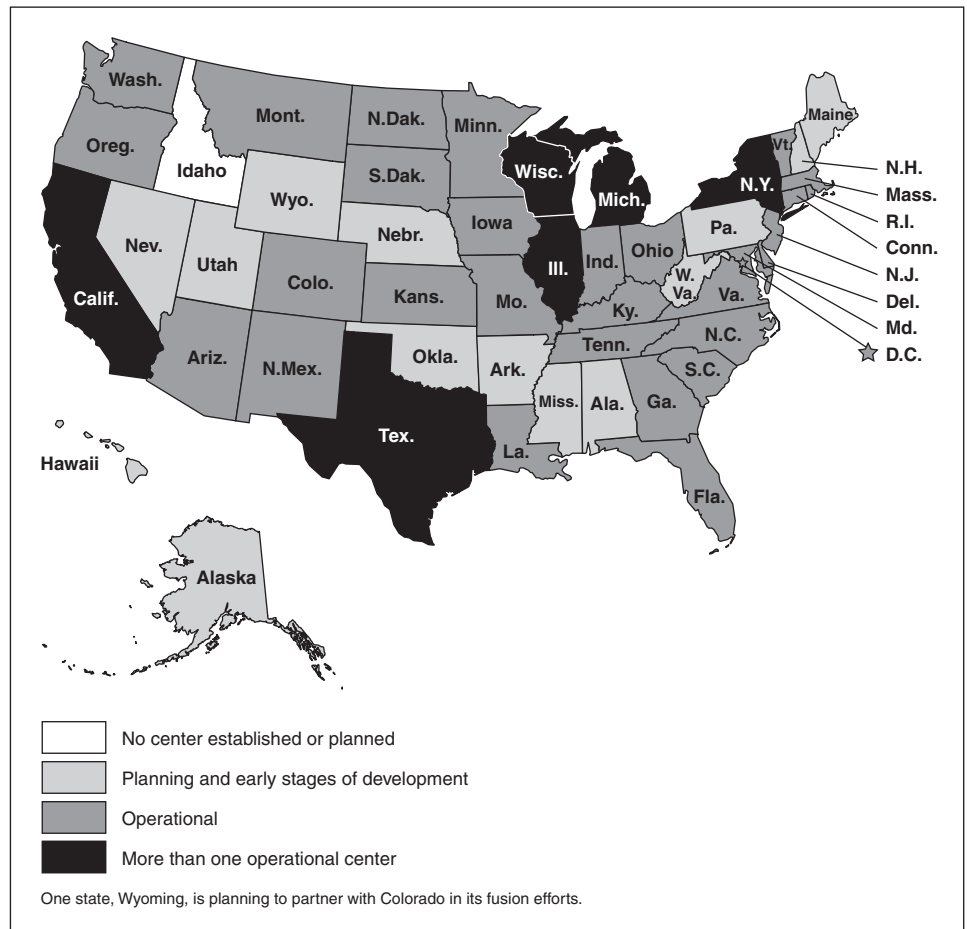 Wash.
Oreg.
Idaho
Mont.
N.Dak.
Minn.
S.Dak.
Wyo.
Nebr.
Iowa
Wisc.
Mich.
N.Y.
Vt.
Maine
N.H.
Mass.
R.I.
Conn.
N.J.
Del.
Md.
D.C.
Calif.
Nev.
Utah
Colo.
Kans.
Mo.
Ill.
Ind.
Ohio
Pa.
W.
Va.
Va.
Ky.
N.C.
Tenn.
S.C.
Ariz.
N.Mex.
Okla.
Ark.
Tex.
La.
Miss.
Ala.
Ga.
Fla.
Hawaii
Alaska
No center established or planned
Planning and early stages of development
Operational
More than one operational center
One state, Wyoming, is planning to partner with Colorado in its fusion efforts.